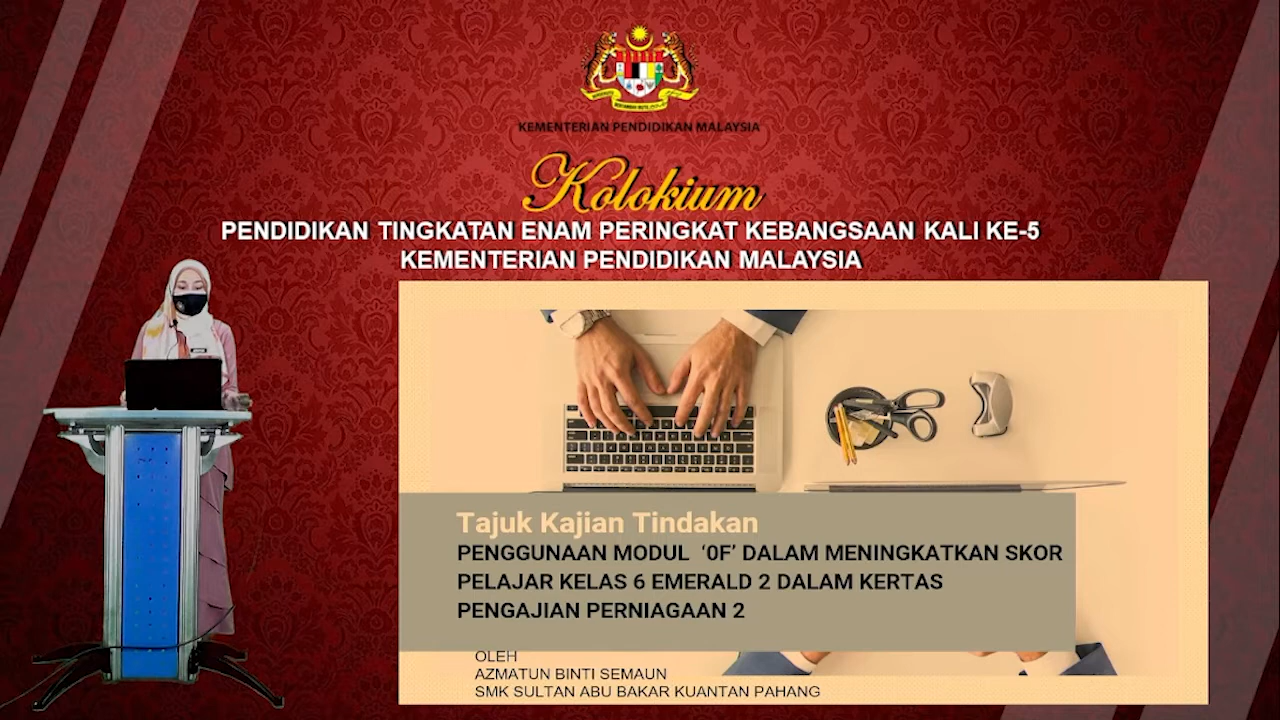 KEMENTERIAN PENDIDIKAN MALAYSIA
Kolokium
PENDIDIKAN TINGKATAN ENAM PERINGKAT KEBANGSAAN KALI KE-5
KEMENTERIAN PENDIDIKAN MALAYSIA
Tajuk Kajian Tindakan
PENGGUNAAN MODUL ‘0F’ DALAM MENINGKATKAN SKOR
PELAJAR KELAS 6 EMERALD 2 DALAM KERTAS
PENGAJIAN PERNIAGAAN 2
OLEH
AZMATUN BINTI SEMAUN
SMK SULTAN ABU BAKAR KUANTAN PAHANG